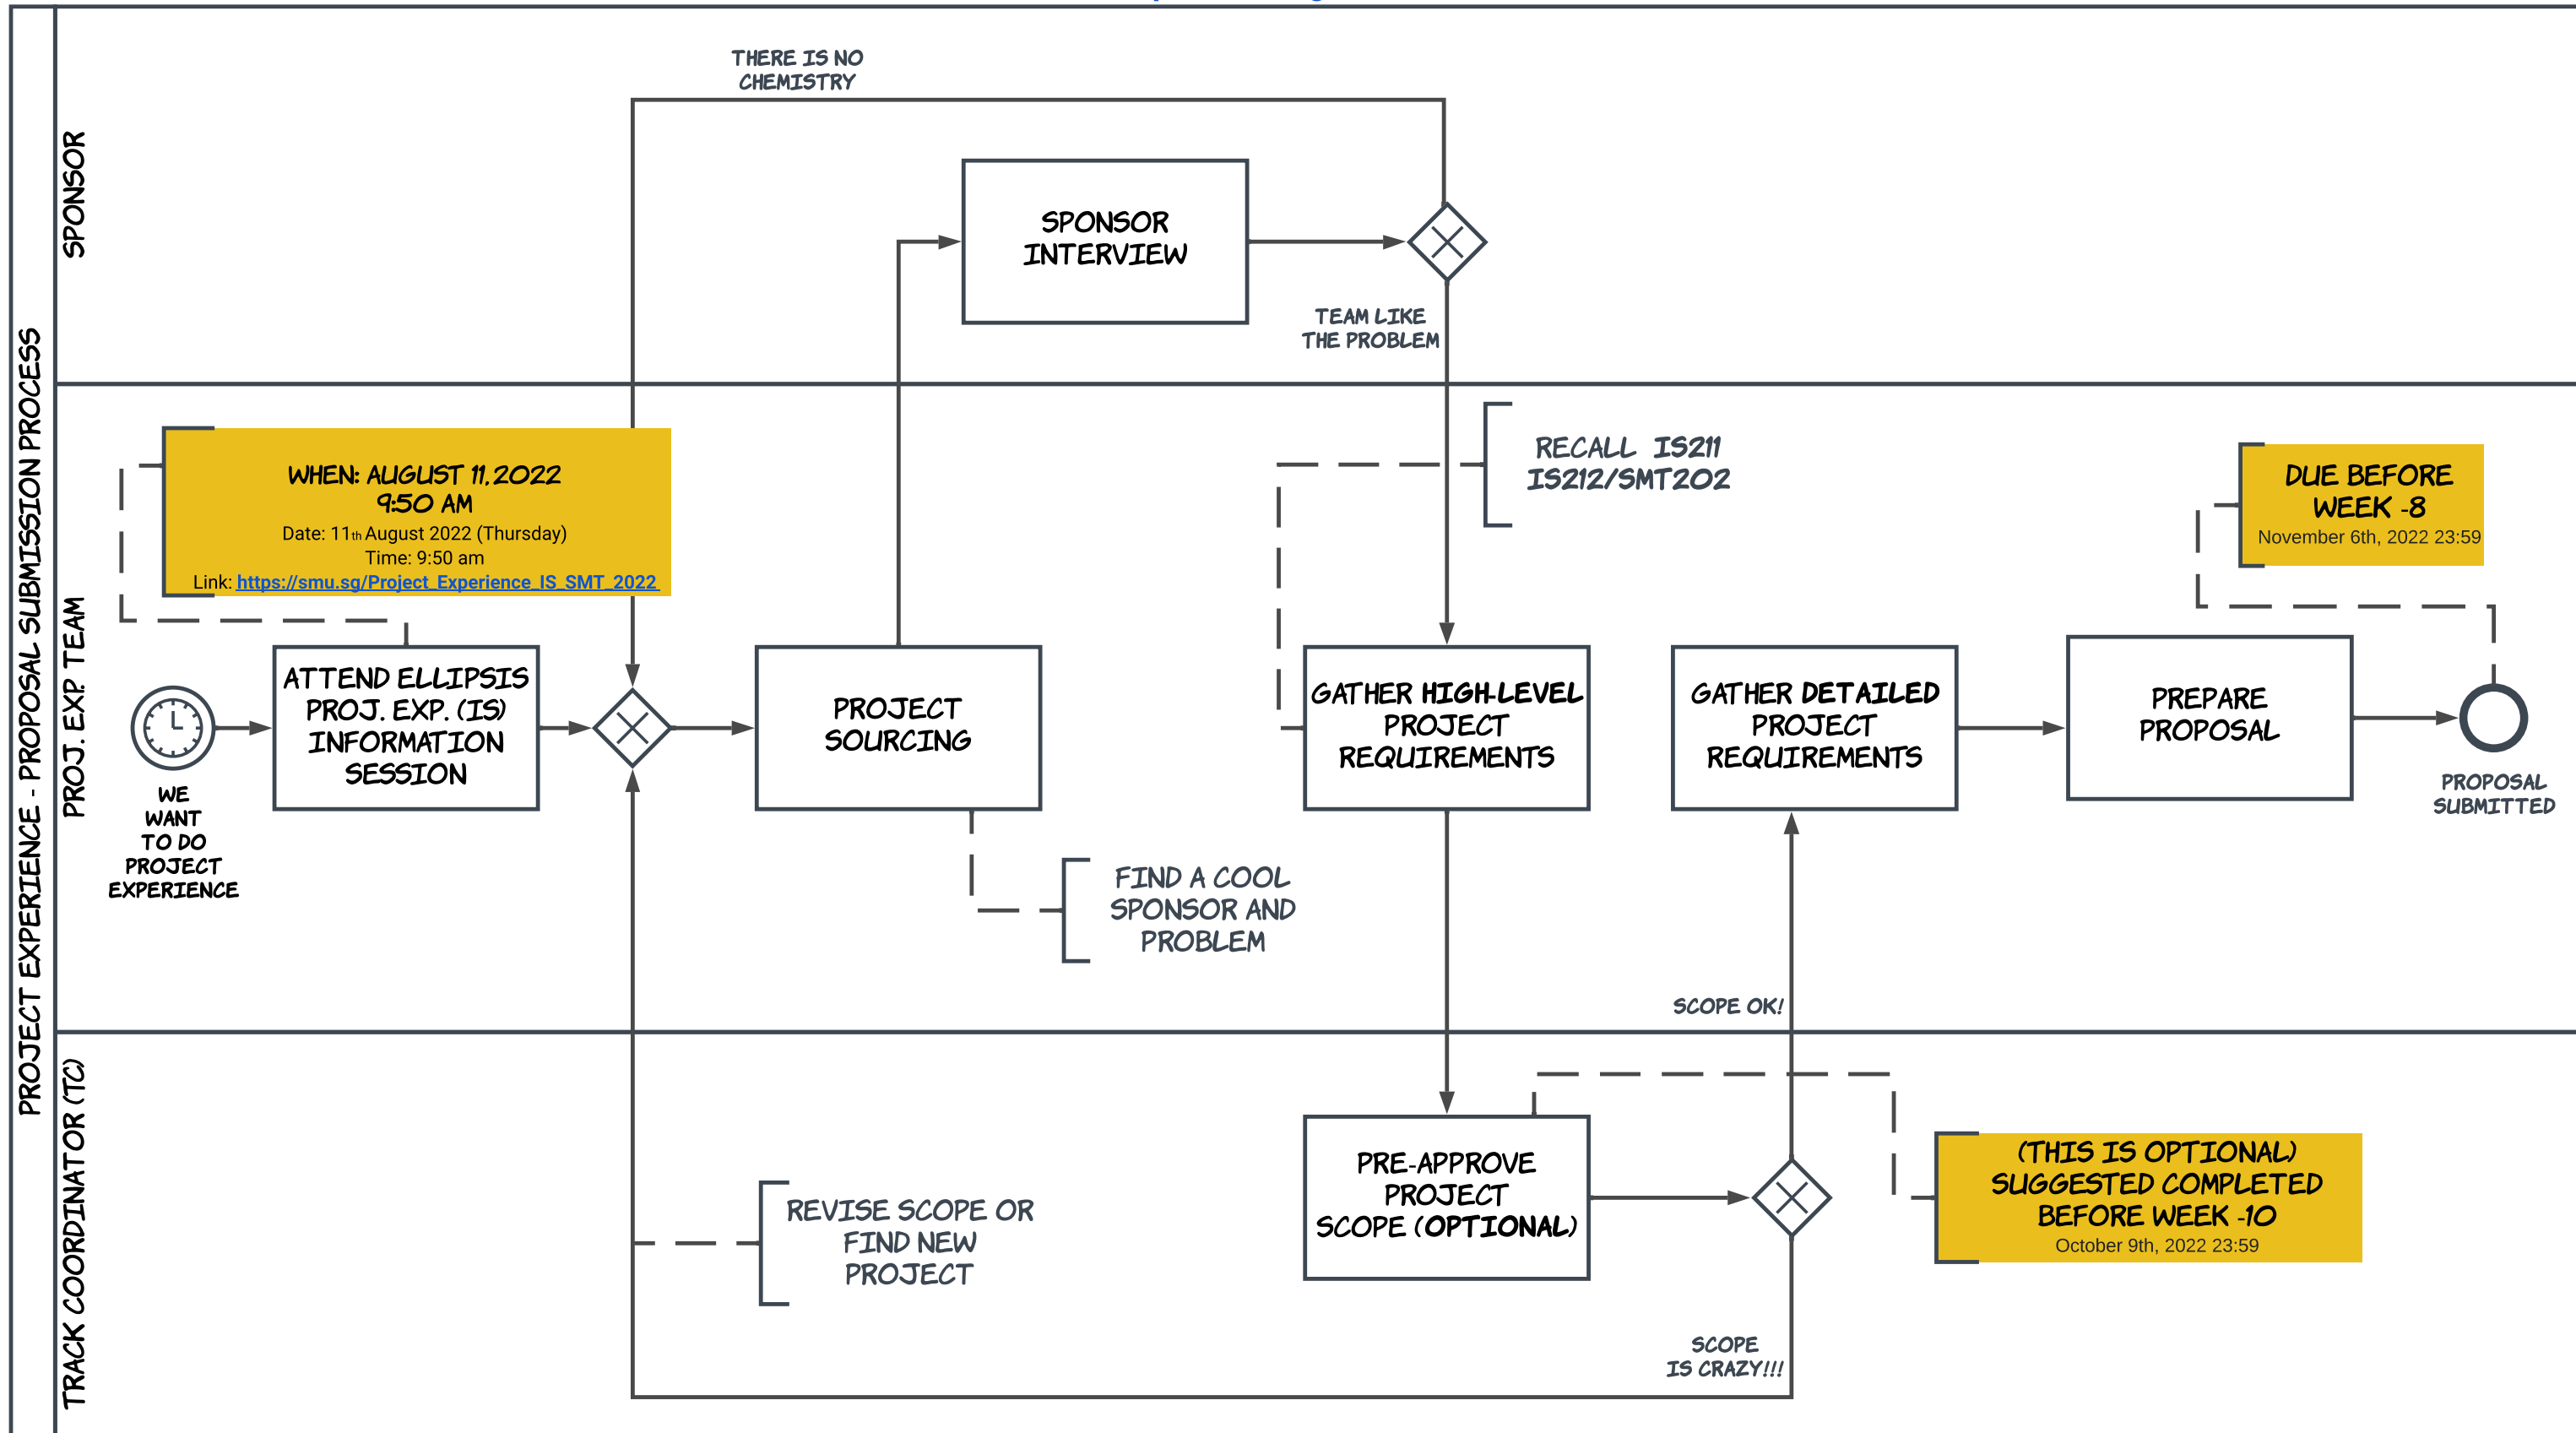 PROJECT EXPERIENCE - PROPOSAL SUBMISSION PROCESS
SPONSOR
THERE IS NO
CHEMISTRY
SPONSOR
INTERVIEW
TEAM LIKE
THE PROBLEM
PROJ. EXP. TEAM
WHEN: AUGUST 11, 2022
9:50 AM
Date: 11th August 2022 (Thursday)
Time: 9:50 am
Link: https://smu.sg/Project_Experience_IS_SMT_2022
RECALL IS211
IS212/SMT202
DUE BEFORE
WEEK -8
November 6th, 2022 23:59
WE
WANT
TO DO
PROJECT
EXPERIENCE
ATTEND ELLIPSIS
PROJ. EXP. (IS)
INFORMATION
SESSION
PROJECT
SOURCING
GATHER HIGH-LEVEL
PROJECT
REQUIREMENTS
GATHER DETAILED
PROJECT
REQUIREMENTS
PREPARE
PROPOSAL
PROPOSAL
SUBMITTED
FIND A COOL
SPONSOR AND
PROBLEM
SCOPE OK!
TRACK COORDINATOR (TC)
REVISE SCOPE OR
FIND NEW
PROJECT
PRE-APPROVE
PROJECT
SCOPE (OPTIONAL)
(THIS IS OPTIONAL)
SUGGESTED COMPLETED
BEFORE WEEK -10
October 9th, 2022 23:59
SCOPE
IS CRAZY!!!